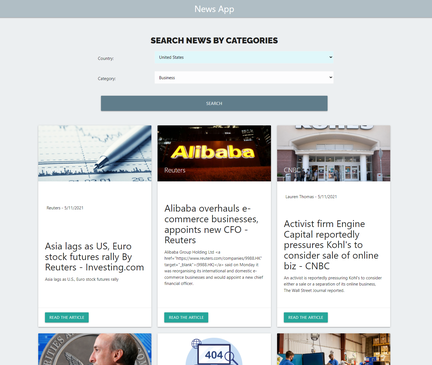 News App
SEARCH NEWS BY CATEGORIES
Country:
United States
Category:
Business
SEARCH
Alibaba
Reuters
KOHL'S
CNBC
Reuters - 5/11/2021
Asia lags as US, Euro
stock futures rally By
Reuters - Investing.com
Asia lags as U.S., Euro stock futures rally
READ THE ARTICLE
Alibaba overhauls e-
commerce businesses,
appoints new CFO -
Reuters
Alibaba Group Holding Ltd <a
href="https://www.reuters.com/companies/9988.HK"
target="_blank">(9988.HK)</a> said on Monday it
was reorganising its international and domestic e-
commerce businesses and would appoint a new chief
financial officer.
READ THE ARTICLE
Lauren Thomas - 5/11/2021
Activist firm Engine
Capital reportedly
pressures Kohl's to
consider sale of online
biz - CNBC
An activist is reportedly pressuring Kohl's to consider
either a sale or a separation of its online business,
The Wall Street Journal reported.
READ THE ARTICLE
404